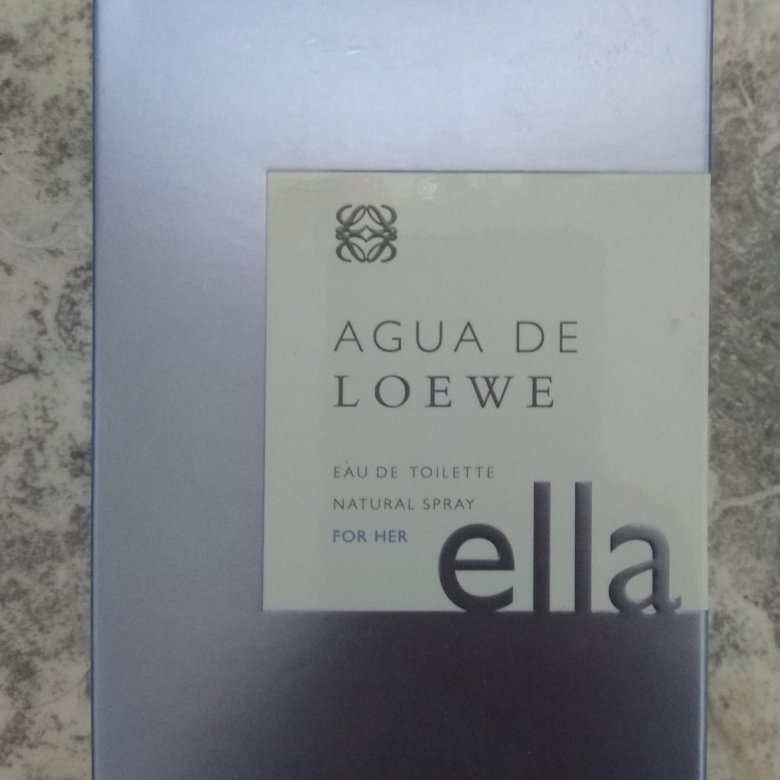 AGUA DE
LOEWE
EAU DE TOILETTE
NATURAL SPRAY
FOR HER
ella